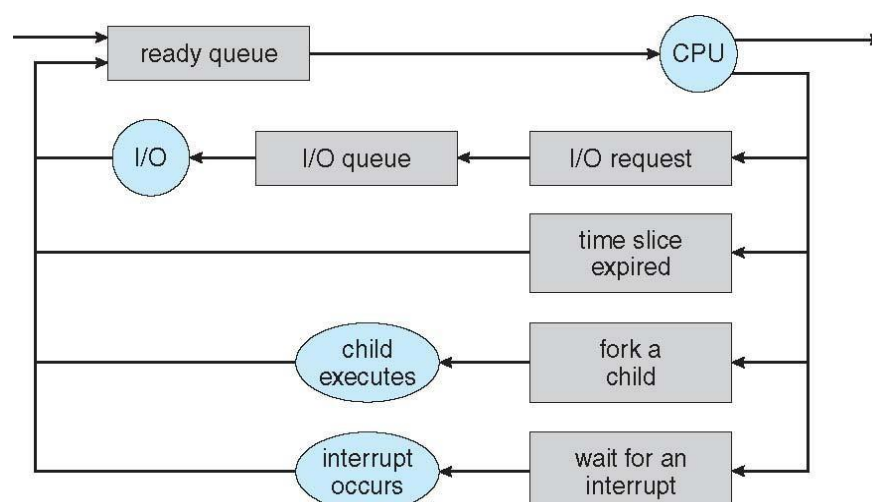 ready queue
CPU
I/O
I/O queue
I/O request
time slice
expired
child
executes
fork a
child
interrupt
occurs
wait for an
interrupt